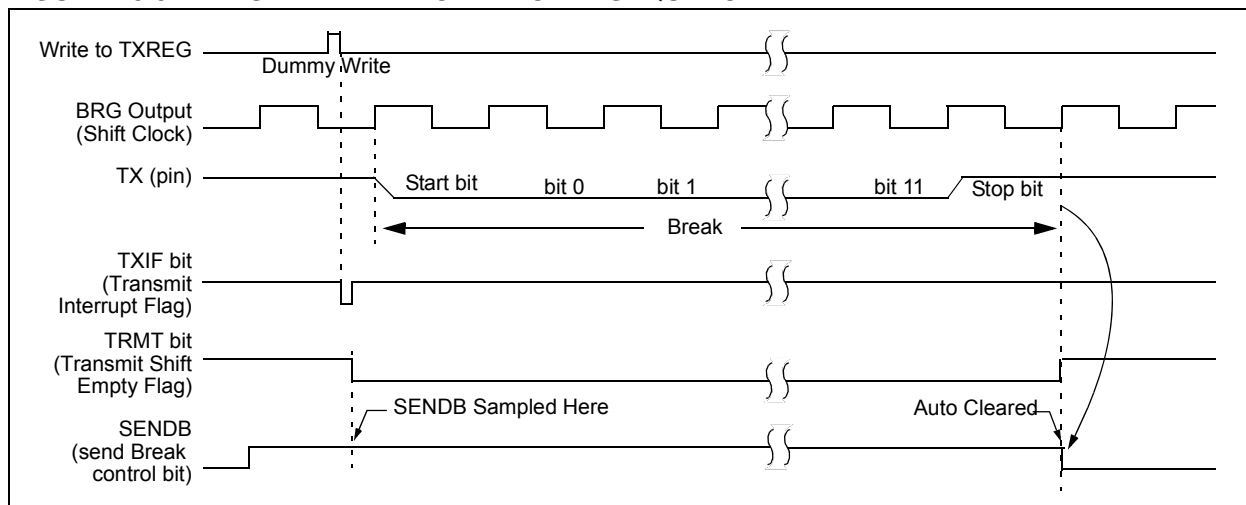 Write to TXREG
Dummy Write
BRG Output
(Shift Clock)
TX (pin)
Start bit
bit 0
bit 1
bit 11
Stop bit
Break
TXIF bit
(Transmit
Interrupt Flag)
TRMT bit
(Transmit Shift
Empty Flag)
SENDB Sampled Here
Auto Cleared
SENDB
(send Break
control bit)